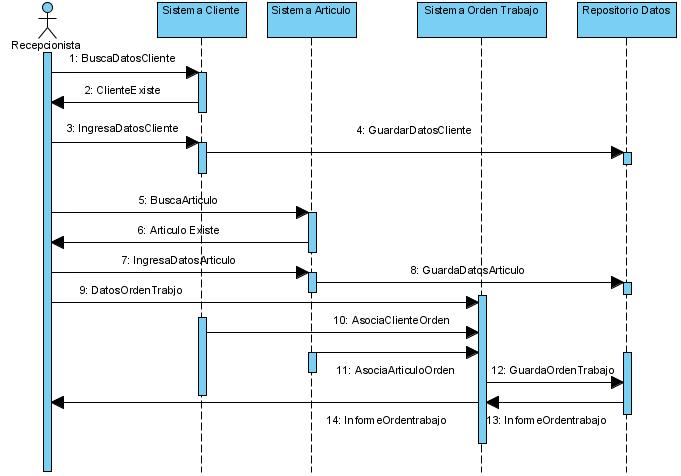 Sistema Cliente
Sistema Articulo
Sistema Orden Trabajo
Repositorio Datos
Recepcionista
1: BuscaDatosCliente
2: ClienteExiste
3: IngresaDatosCliente
4: GuardarDatosCliente
5: BuscaArticulo
6: Articulo Existe
7: IngresaDatosArticulo
8: GuardaDatosArticulo
9: DatosOrdenTrabjo
10: AsociaClienteOrden
11: AsociaArticuloOrden
12: GuardaOrdenTrabajo
14: InformeOrdentrabajo
13: InformeOrdentrabajo